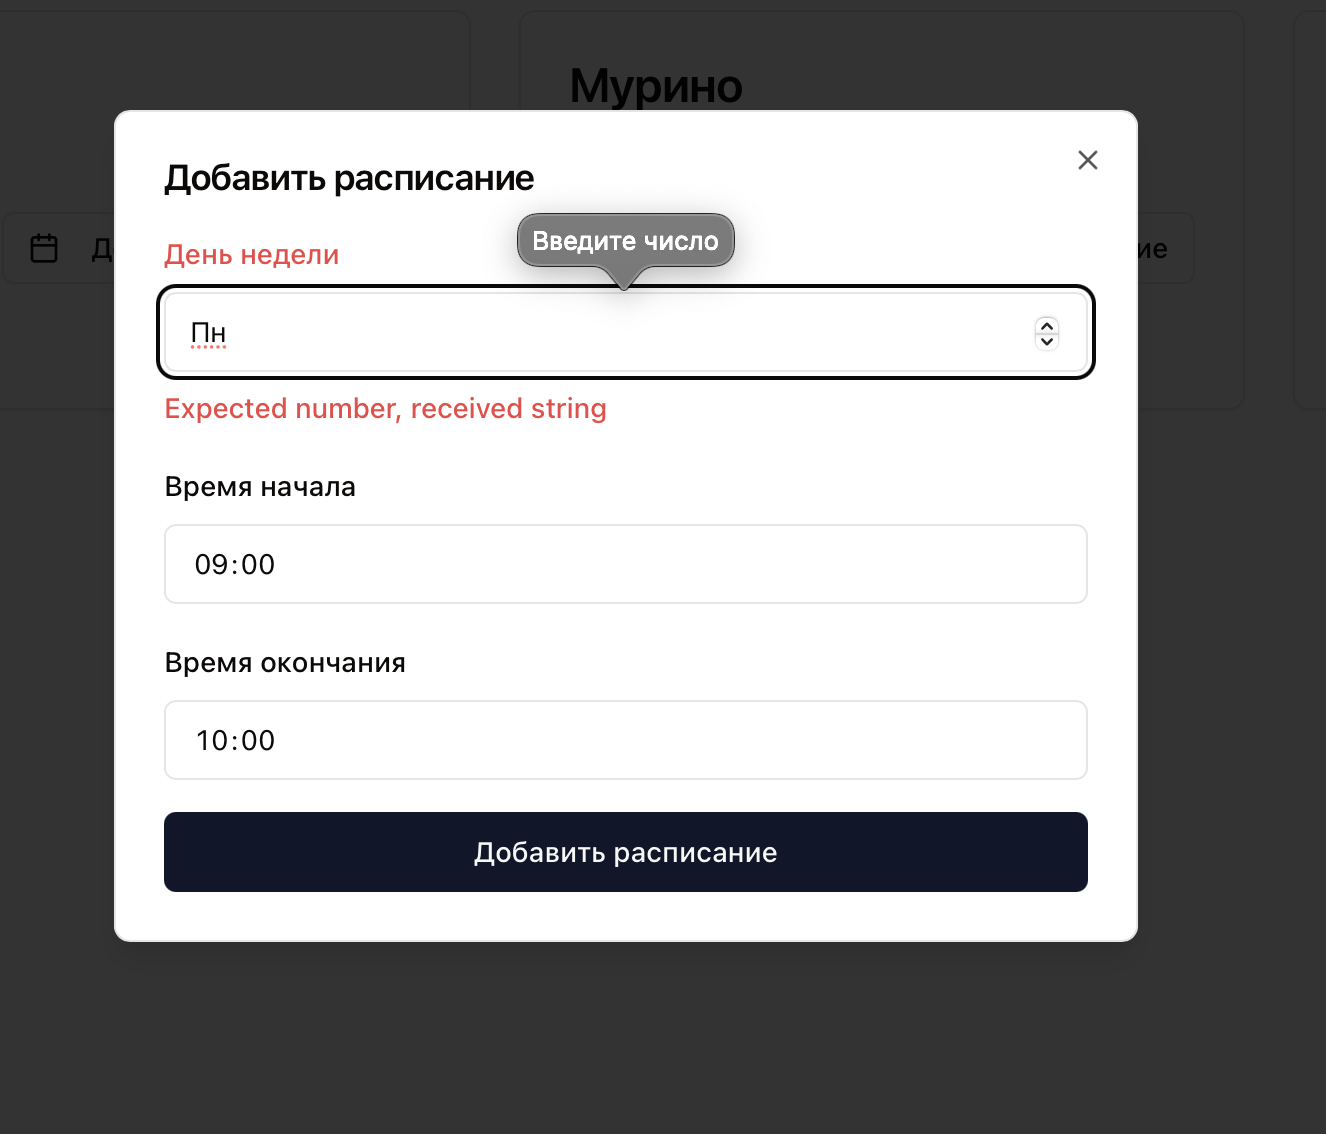 Мурино
Добавить расписание
День недели
Введите число
Пн
Expected number, received string
Время начала
09:00
Время окончания
10:00
Добавить расписание